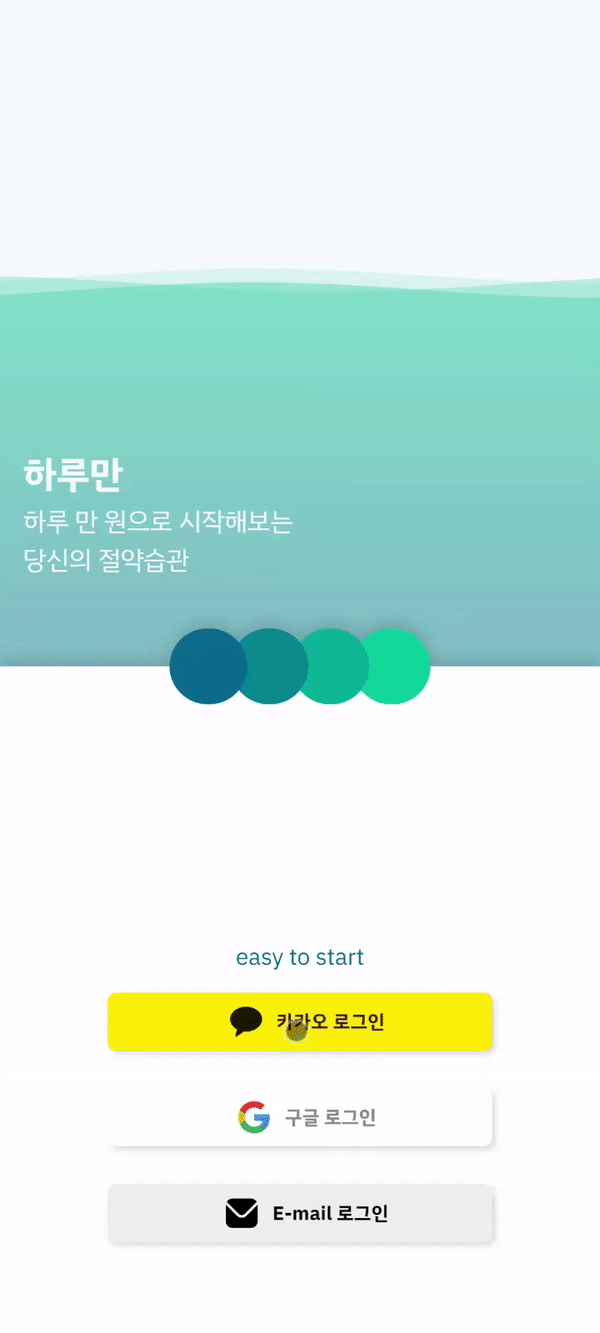 하루만
하루 만 원으로 시작해보는
당신의 절약습관
easy to start
카카오 로그인
구글 로그인
E-mail 로그인